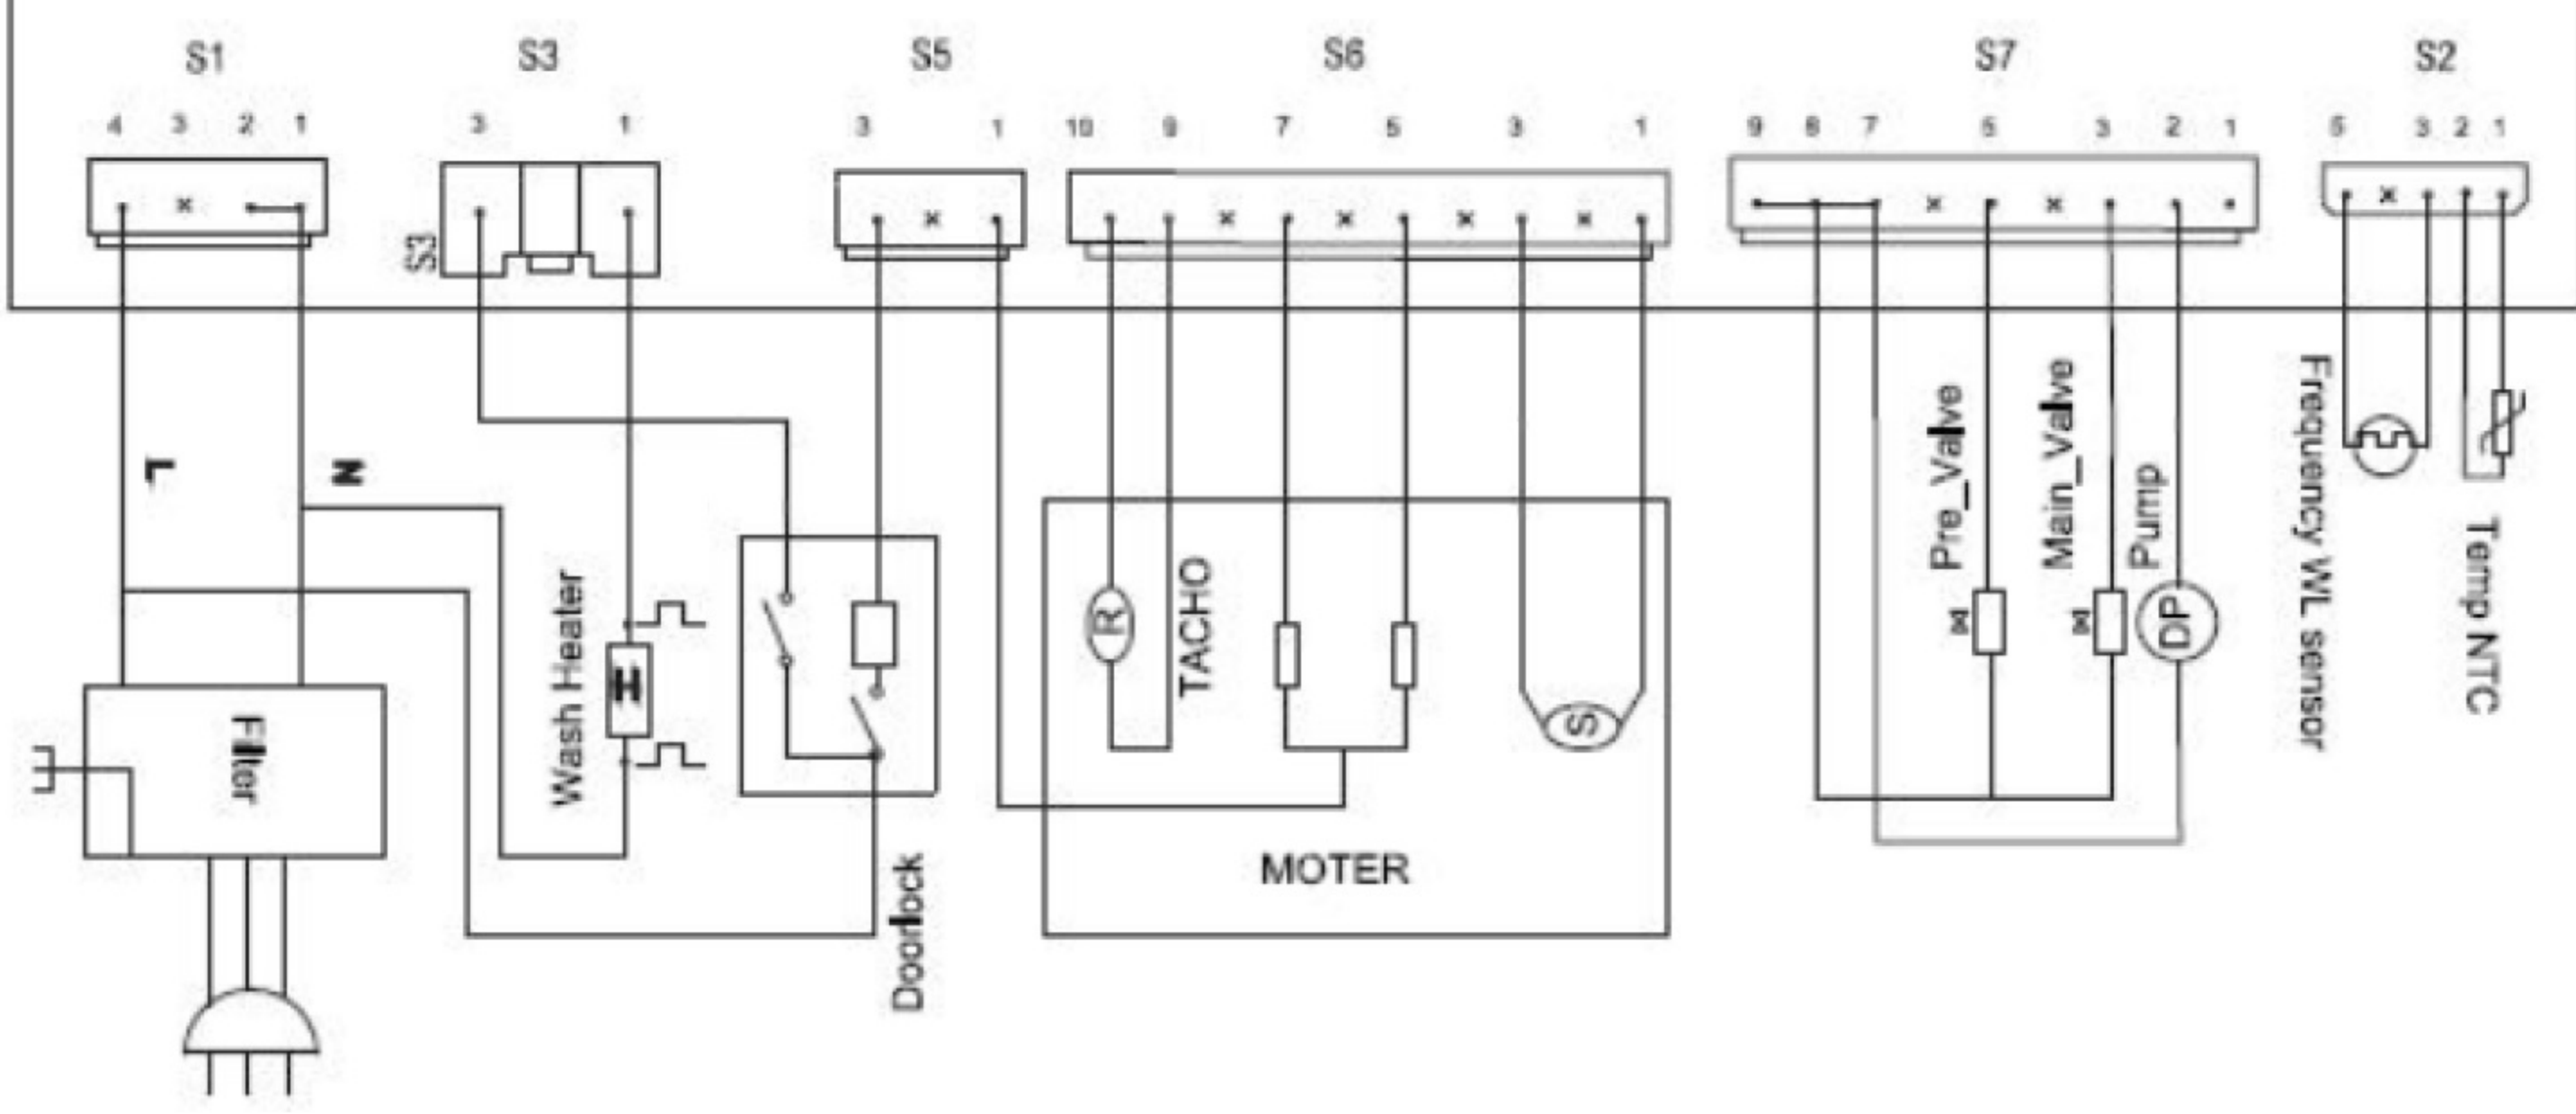 S1 S3 S5 S6 S7 S2
4 3 2 1 3 1 3 1 10 9 7 5 3 1 9 8 7 5 3 2 1 5 3 2 1
S3
L
N
Filter
Wash Heater
H
Doorlock
R
TACHO
S
MOTER
Pre_Valve
Main_Valve
Pump
DP
Frequency WL sensor
Temp NTC